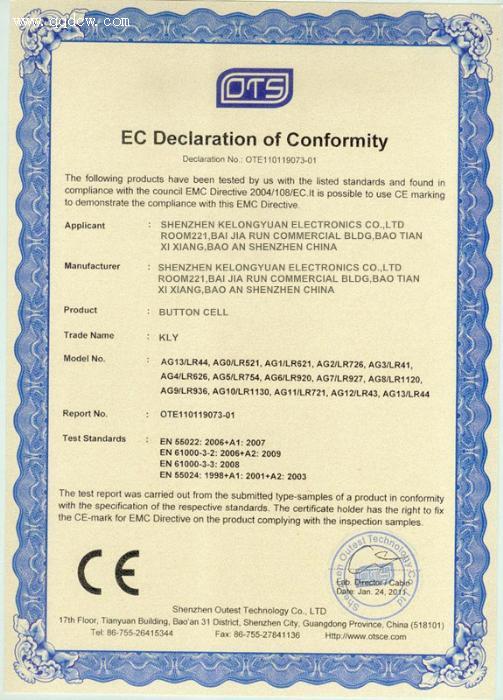 www.qgdcw.com
OTS
EC Declaration of Conformity
Declaration No.: OTE110119073-01
The following products have been tested by us with the listed standards and found in
compliance with the council EMC Directive 2004/108/EC.It is possible to use CE marking
to demonstrate the compliance with this EMC Directive.
Applicant : SHENZHEN KELONGYUAN ELECTRONICS CO.,LTD
ROOM221,BAI JIA RUN COMMERCIAL BLDG,BAO TIAN
XI XIANG,BAO AN SHENZHEN CHINA
Manufacturer : SHENZHEN KELONGYUAN ELECTRONICS CO.,LTD
ROOM221,BAI JIA RUN COMMERCIAL BLDG,BAO TIAN
XI XIANG,BAO AN SHENZHEN CHINA
Product : BUTTON CELL
Trade Name : KLY
Model No. : AG13/LR44, AG0/LR521, AG1/LR621, AG2/LR726, AG3/LR41,
AG4/LR626, AG5/LR754, AG6/LR920, AG7/LR927, AG8/LR1120,
AG9/LR936, AG10/LR1130, AG11/LR721, AG12/LR43, AG13/LR44
Report No. : OTE110119073-01
Test Standards : EN 55022: 2006+A1: 2007
EN 61000-3-2: 2006+A2: 2009
EN 61000-3-3: 2008
EN 55024: 1998+A1: 2001+A2: 2003
The test report was carried out from the submitted type-samples of a product in conformity
with the specification of the respective standards. The certificate holder has the right to fix
the CE-mark for EMC Directive on the product complying with the inspection samples.
CE
Shenzhen Outest Technology Co., Ltd
OTS
Lab. Director / Cable
Date: Jan. 24, 2011
Shenzhen Outest Technology Co., LTD
17th Floor, Tianyuan Building, Bao'an 31 District, Shenzhen City, Guangdong Province, China (518101)
Tel: 86-755-26415344 Fax: 86-755-27841136 Http://www.otsce.com